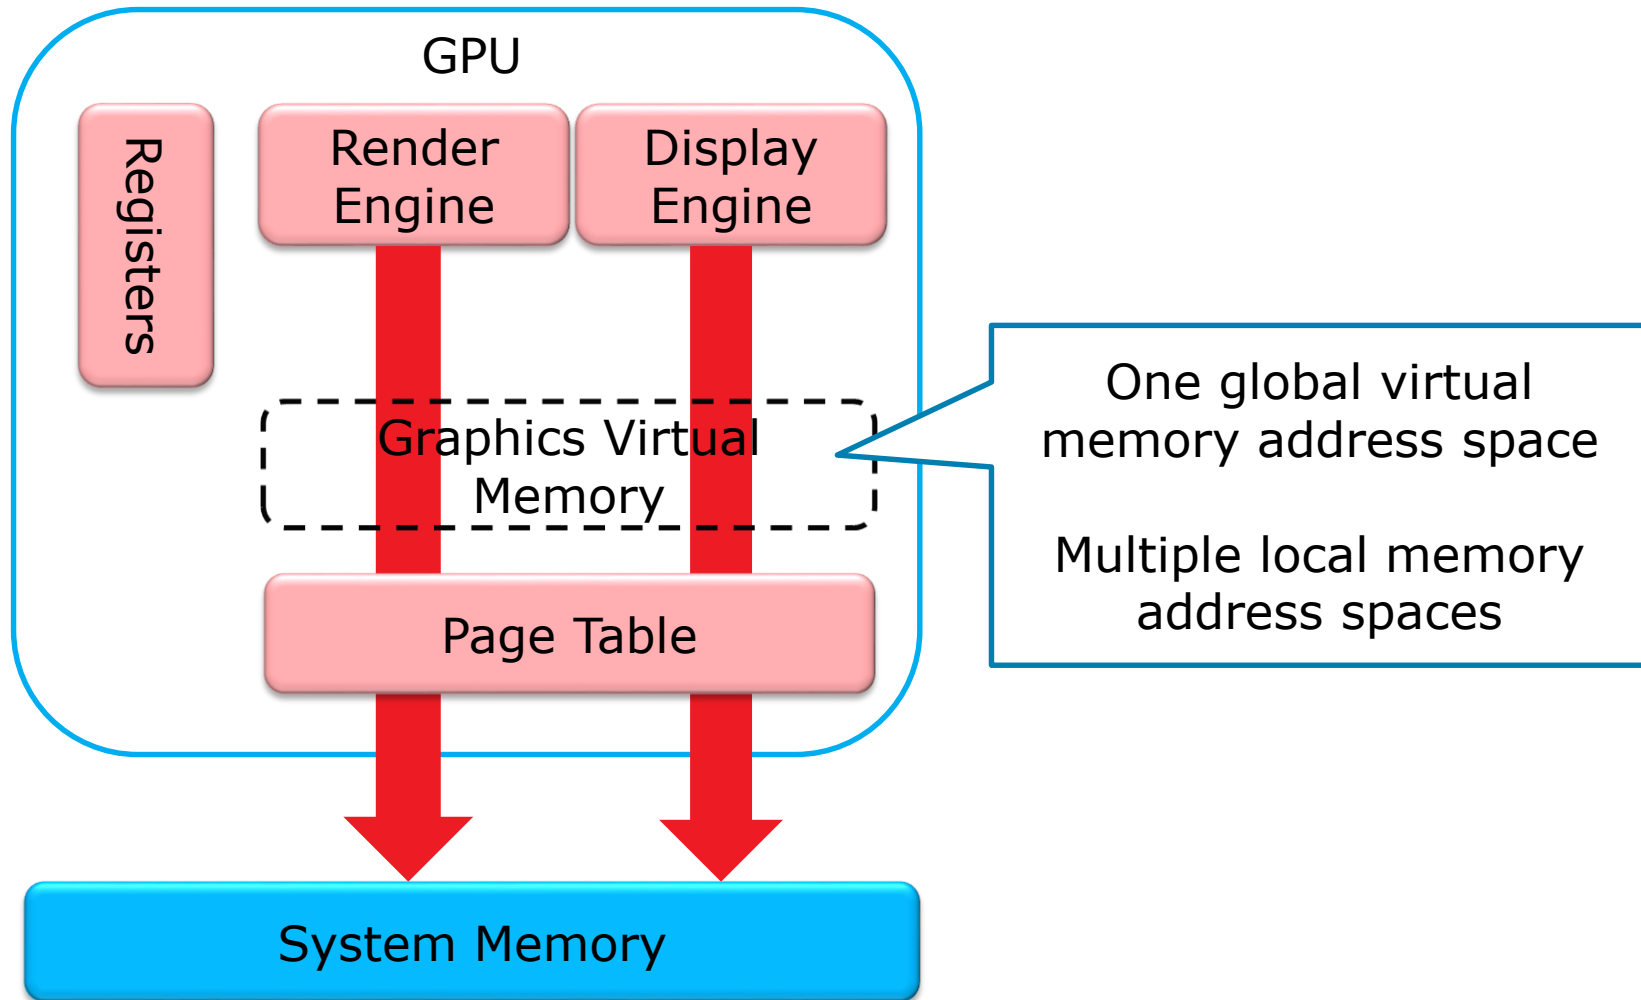 GPU
Registers
Render
Engine
Display
Engine
Graphics Virtual
Memory
Page Table
System Memory
One global virtual
memory address space
Multiple local memory
address spaces